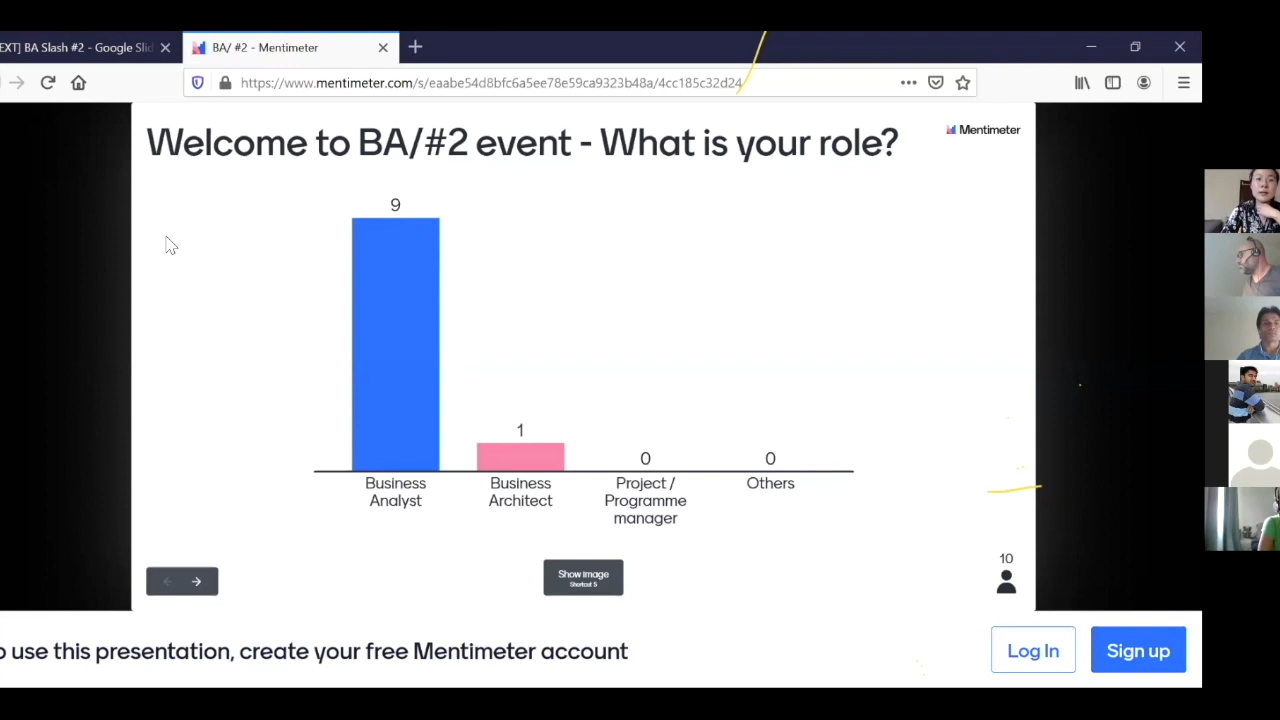 EXT] BA Slash #2 - Google Slid
BA/ #2 - Mentimeter
https://www.mentimeter.com/s/eaabe54d8bfc6a5ee78e59ca9323b48a/4cc185c32d24
Welcome to BA/#2 event - What is your role?
Mentimeter
9
1
0
0
Business
Analyst
Business
Architect
Project /
Programme
manager
Others
Show image
Shortcut S
10
o use this presentation, create your free Mentimeter account
Log In
Sign up